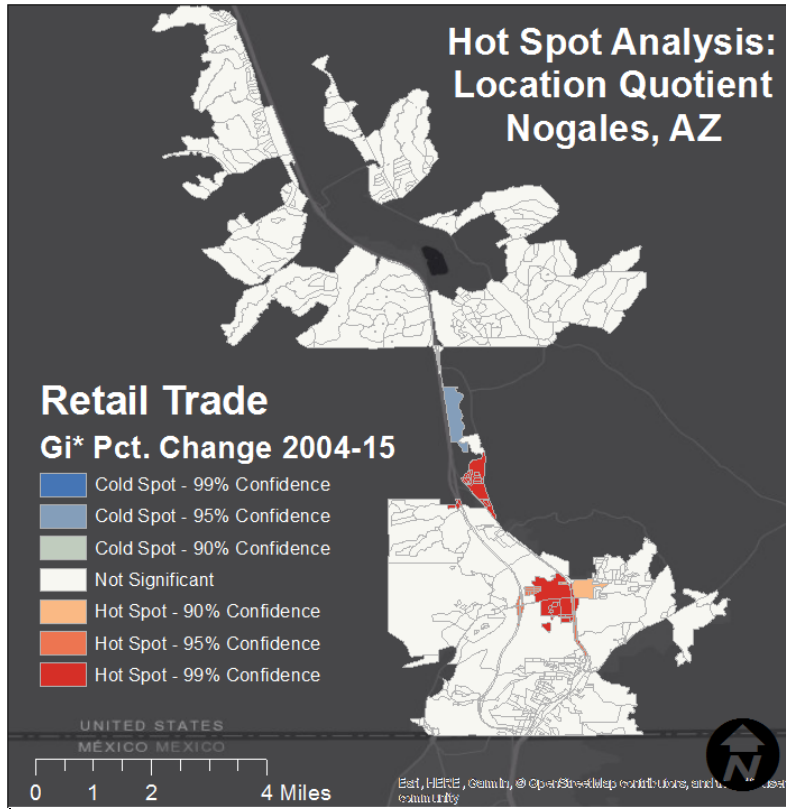 Hot Spot Analysis:
Location Quotient
Nogales, AZ
Retail Trade
Gi* Pct. Change 2004-15
Cold Spot - 99% Confidence
Cold Spot - 95% Confidence
Cold Spot - 90% Confidence
Not Significant
Hot Spot - 90% Confidence
Hot Spot - 95% Confidence
Hot Spot - 99% Confidence
UNITED STATES
MÉXICO MEXICO
0 1 2 4 Miles
N
Esri, HERE, Garmin, © OpenStreetMap contributors, and user
community